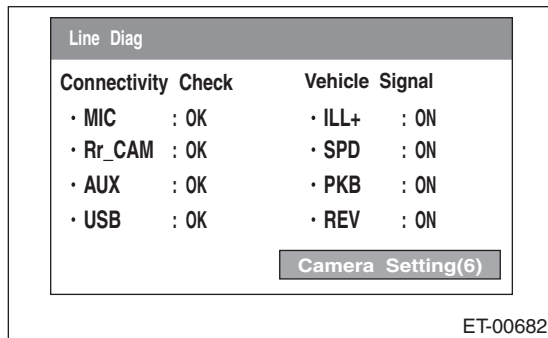 Line Diag
Connectivity Check
・MIC : OK
・Rr_CAM : OK
・AUX : OK
・USB : OK
Vehicle Signal
・ILL+ : ON
・SPD : ON
・PKB : ON
・REV : ON
Camera Setting(6)
ET-00682